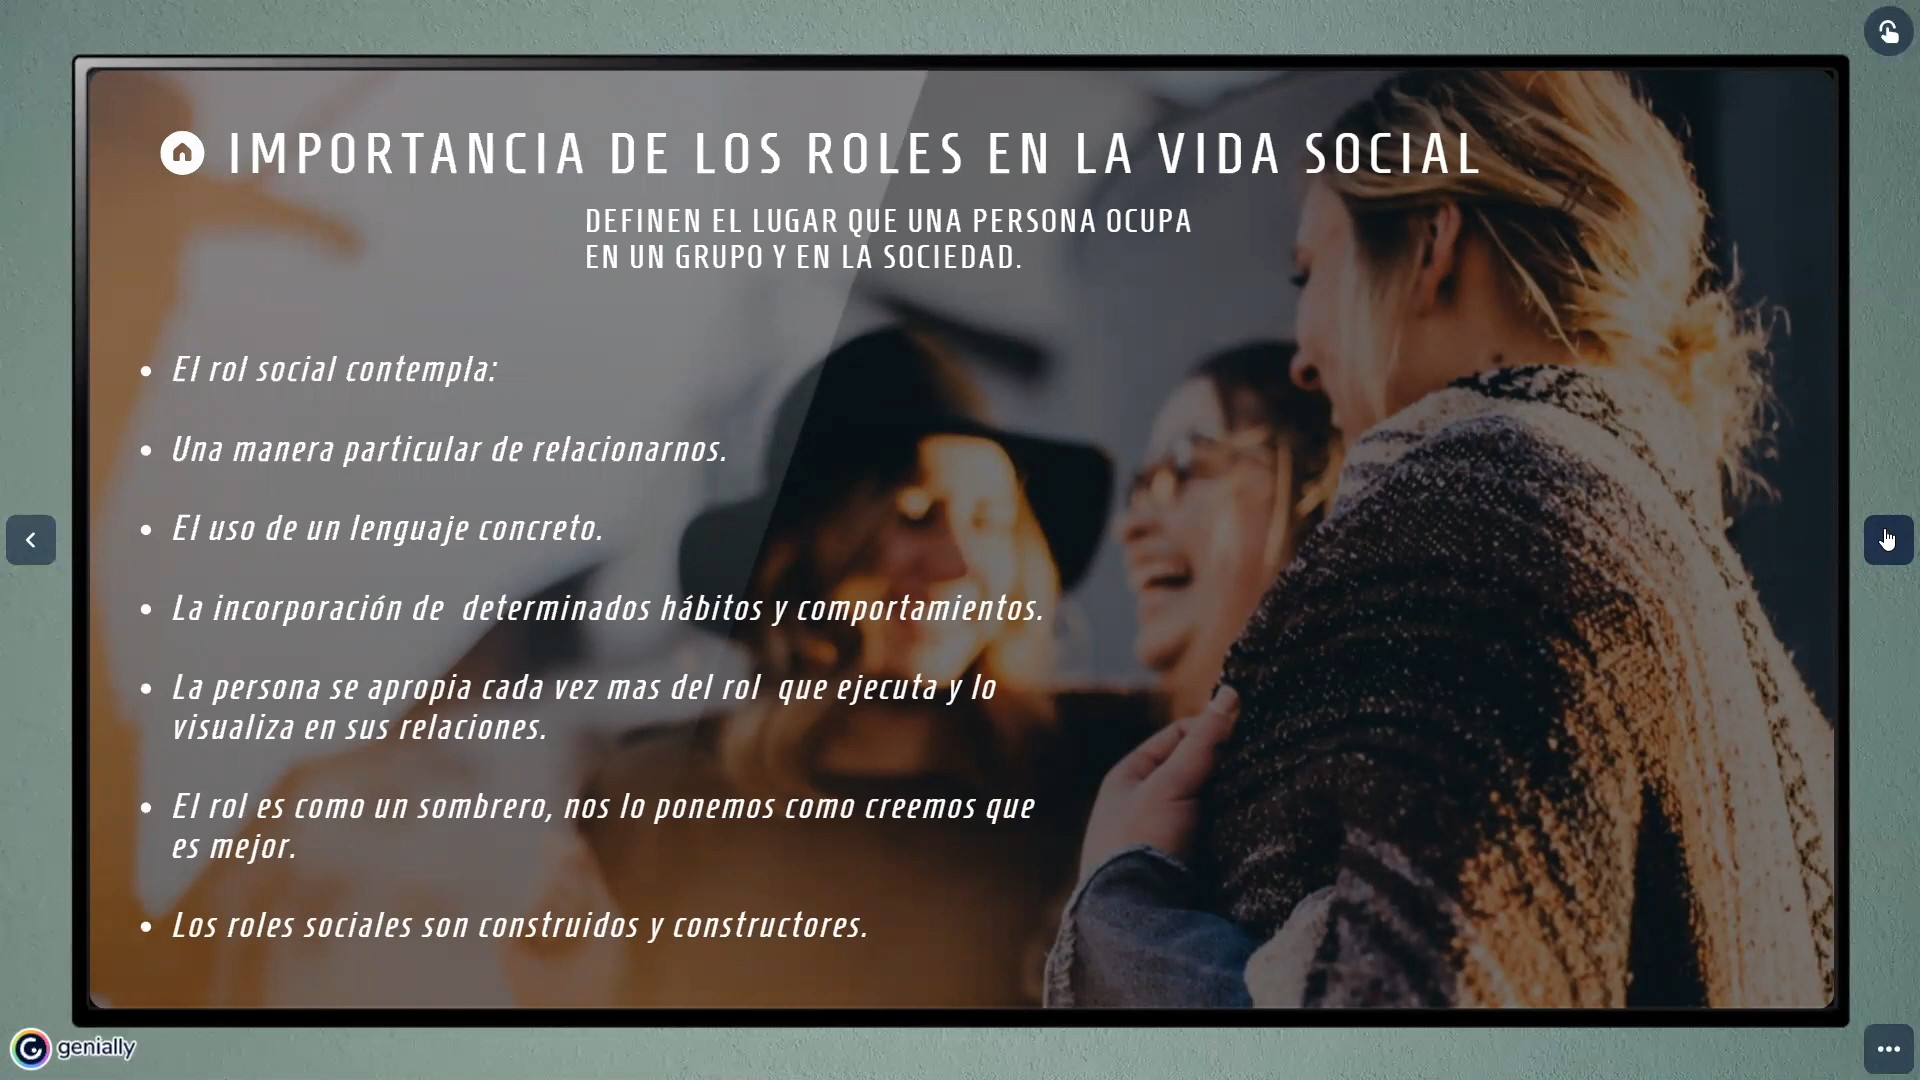 IMPORTANCIA DE LOS ROLES EN LA VIDA SOCIAL
DEFINEN EL LUGAR QUE UNA PERSONA OCUPA
EN UN GRUPO Y EN LA SOCIEDAD.
• El rol social contempla:
• Una manera particular de relacionarnos.
• El uso de un lenguaje concreto.
• La incorporación de determinados hábitos y comportamientos.
• La persona se apropia cada vez mas del rol que ejecuta y lo
visualiza en sus relaciones.
• El rol es como un sombrero, nos lo ponemos como creemos que
es mejor.
• Los roles sociales son construidos y constructores.
genially